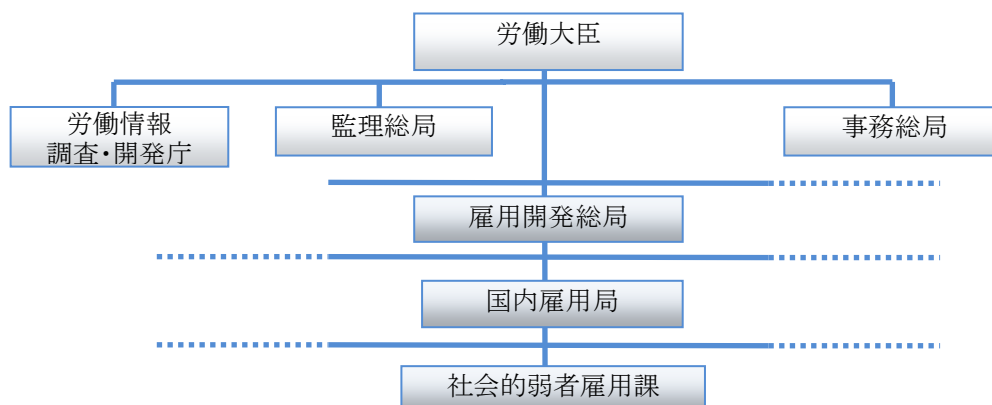 労働大臣
労働情報
調査・開発庁
監理総局
事務総局
雇用開発総局
国内雇用局
社会的弱者雇用課